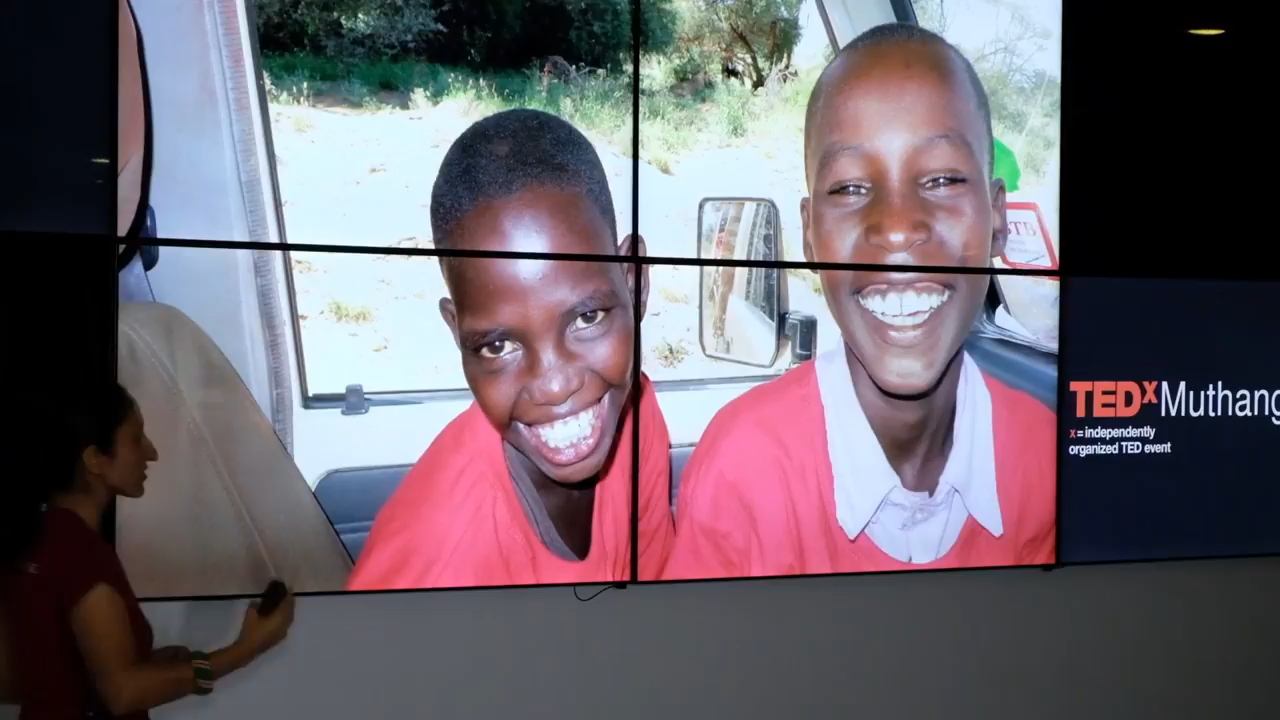 TEDxMuthang
x = independently
organized TED event